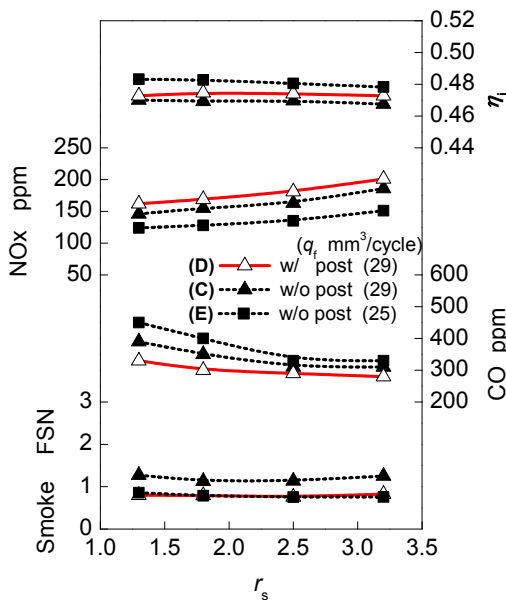 0.52
0.50
0.48
0.46
0.44
ηi
250
200
150
100
50
NOx ppm
(qf mm³/cycle)
(D) w/ post (29)
(C) w/o post (29)
(E) w/o post (25)
600
500
400
300
200
CO ppm
3
2
1
0
Smoke FSN
1.0 1.5 2.0 2.5 3.0 3.5
rs